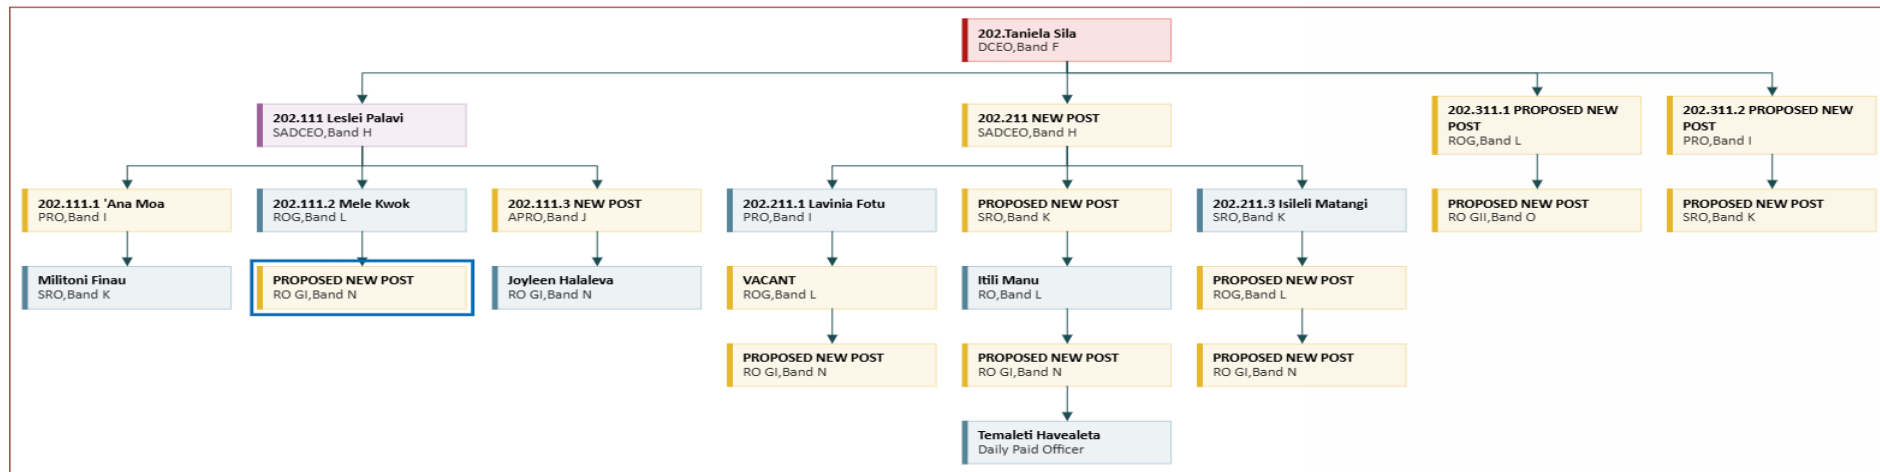 202.Taniela Sila
DCEO,Band F
202.111 Leslei Palavi
SADCEO,Band H
202.211 NEW POST
SADCEO,Band H
202.311.1 PROPOSED NEW
POST
ROG,Band L
202.311.2 PROPOSED NEW
POST
PRO,Band I
202.111.1 'Ana Moa
PRO,Band I
202.111.2 Mele Kwok
ROG,Band L
202.111.3 NEW POST
APRO,Band J
202.211.1 Lavinia Fotu
PRO,Band I
PROPOSED NEW POST
SRO,Band K
202.211.3 Isileli Matangi
SRO,Band K
PROPOSED NEW POST
RO GII,Band O
PROPOSED NEW POST
SRO,Band K
Militoni Finau
SRO,Band K
PROPOSED NEW POST
RO GI,Band N
Joyleen Halaleva
RO GI,Band N
VACANT
ROG,Band L
Itili Manu
RO,Band L
PROPOSED NEW POST
ROG,Band L
PROPOSED NEW POST
RO GI,Band N
PROPOSED NEW POST
RO GI,Band N
PROPOSED NEW POST
RO GI,Band N
Temaleti Havealeta
Daily Paid Officer